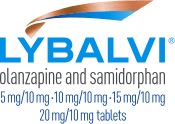 LYBALVI®
olanzapine and samidorphan
5 mg/10 mg · 10 mg/10 mg · 15 mg/10 mg
20 mg/10 mg tablets